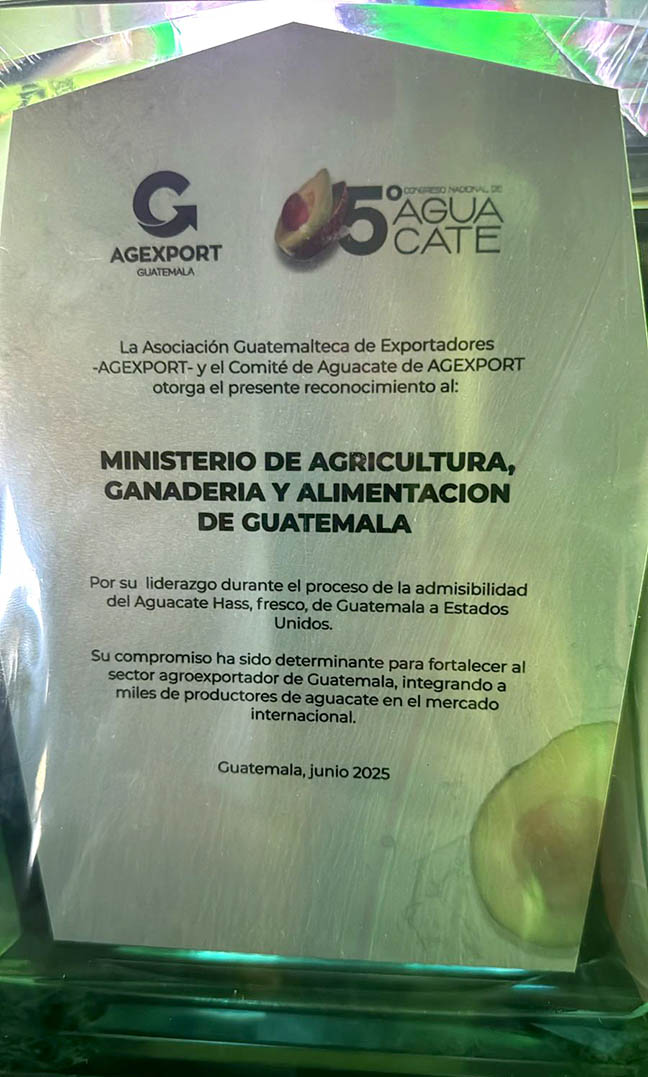 AGEXPORT
GUATEMALA
5º CONGRESO NACIONAL DE
AGUA
CATE
La Asociación Guatemalteca de Exportadores
-AGEXPORT- y el Comité de Aguacate de AGEXPORT
otorga el presente reconocimiento al:
MINISTERIO DE AGRICULTURA,
GANADERIA Y ALIMENTACION
DE GUATEMALA
Por su liderazgo durante el proceso de la admisibilidad
del Aguacate Hass, fresco, de Guatemala a Estados
Unidos.
Su compromiso ha sido determinante para fortalecer al
sector agroexportador de Guatemala, integrando a
miles de productores de aguacate en el mercado
internacional.
Guatemala, junio 2025